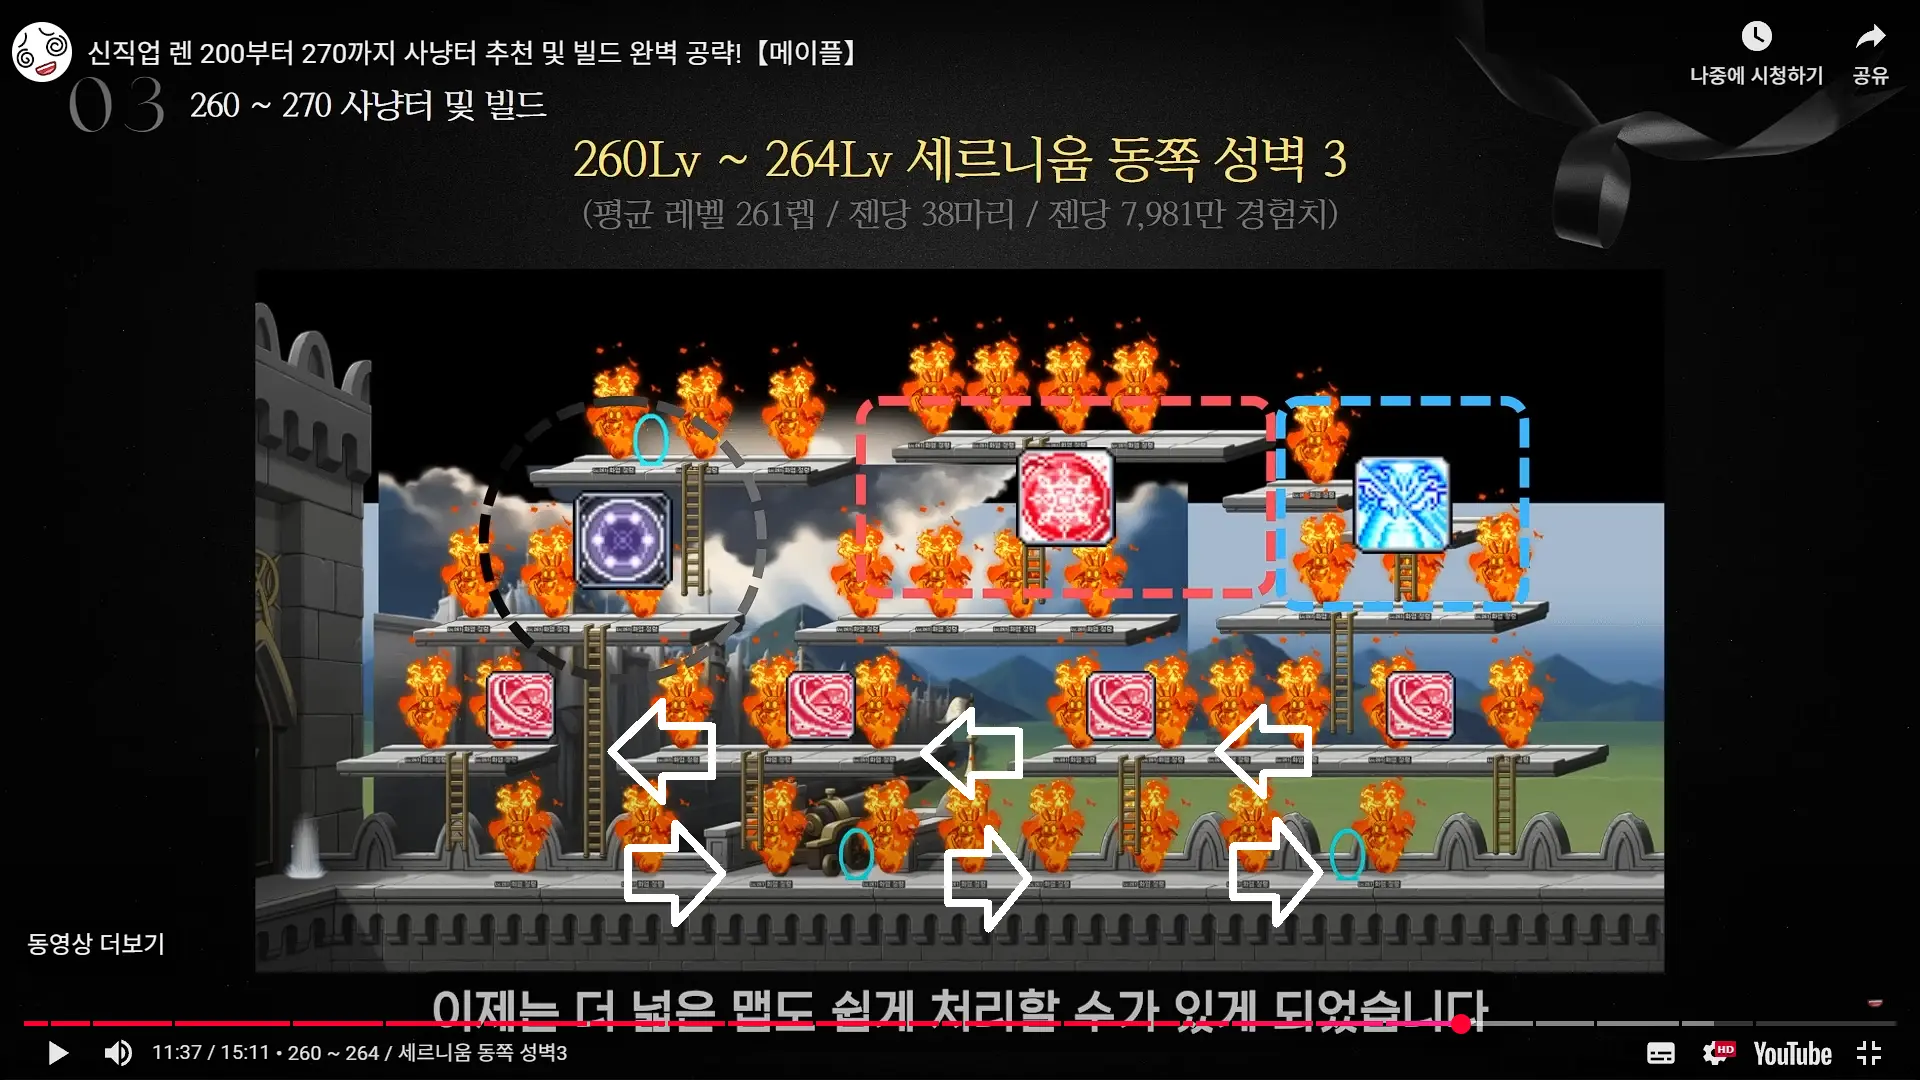 신직업 렌 200부터 270까지 사냥터 추천 및 빌드 완벽 공략!【메이플】
나중에 시청하기
공유
03 260 ~ 270 사냥터 및 빌드
260Lv ~ 264Lv 세르니움 동쪽 성벽 3
(평균 레벨 261렙 / 젠당 38마리 / 젠당 7,981만 경험치)
동영상 더보기
이제는 더 넓은 맵도 쉽게 처리할 수가 있게 되었습니다
11:37 / 15:11 • 260 ~ 264 / 세르니움 동쪽 성벽3
HD
YouTube